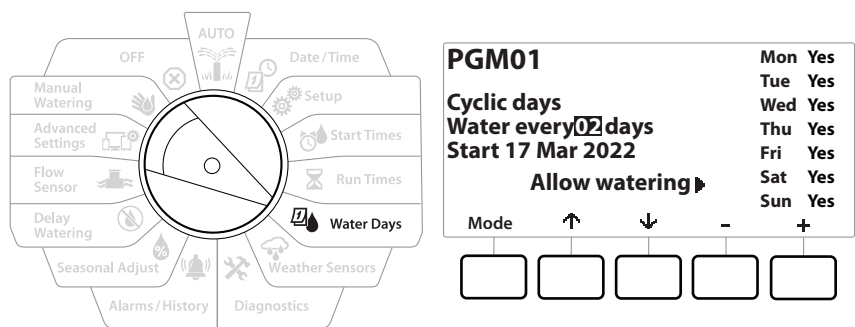 AUTO
OFF
Date/Time
Manual
Watering
Setup
Advanced
Settings
Start Times
Flow
Sensor
Run Times
Delay
Watering
Water Days
Seasonal Adjust
%
Weather Sensors
Alarms/History
Diagnostics
1
1
PGM01
Cyclic days
Water every 02 days
Start 17 Mar 2022
Allow watering
Mon Yes
Tue Yes
Wed Yes
Thu Yes
Fri Yes
Sat Yes
Sun Yes
Mode ↑ ↓ - +